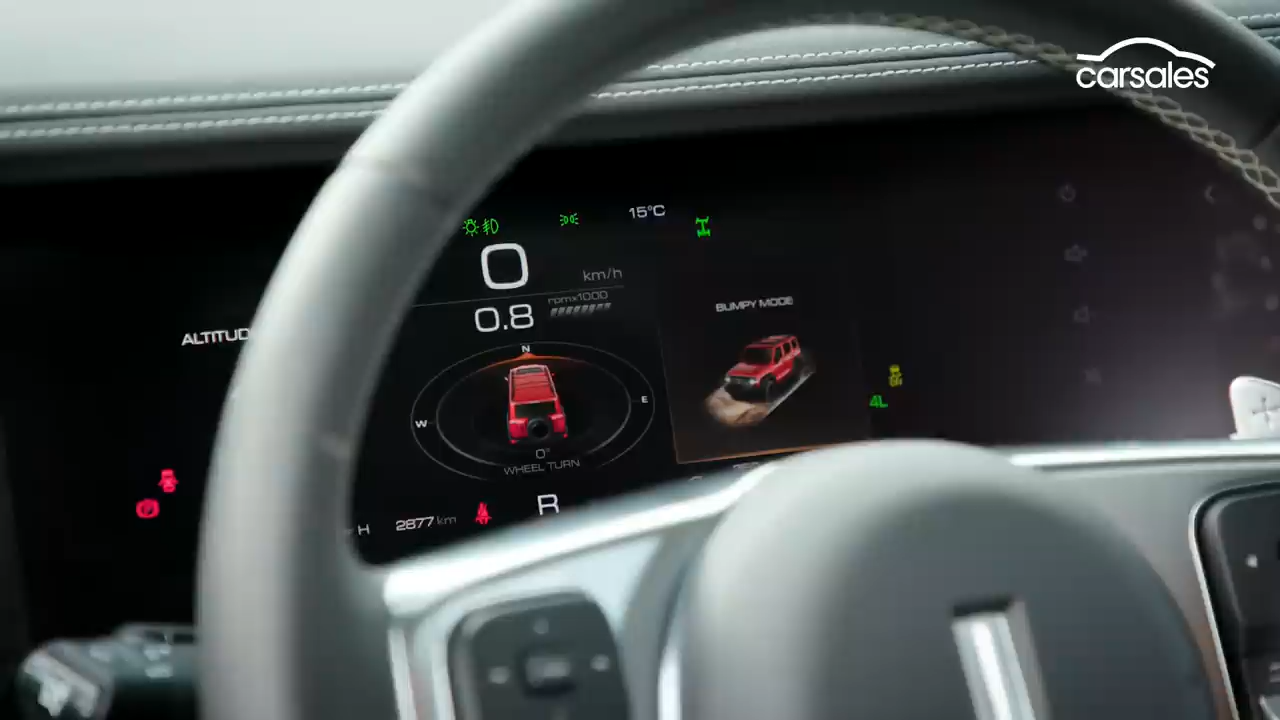 carsales
15°C
0
km/h
rpmx1000
0.8
BUMPY MODE
ALTITUD
N
W
E
0°
WHEEL TURN
4L
R
H
2877 km